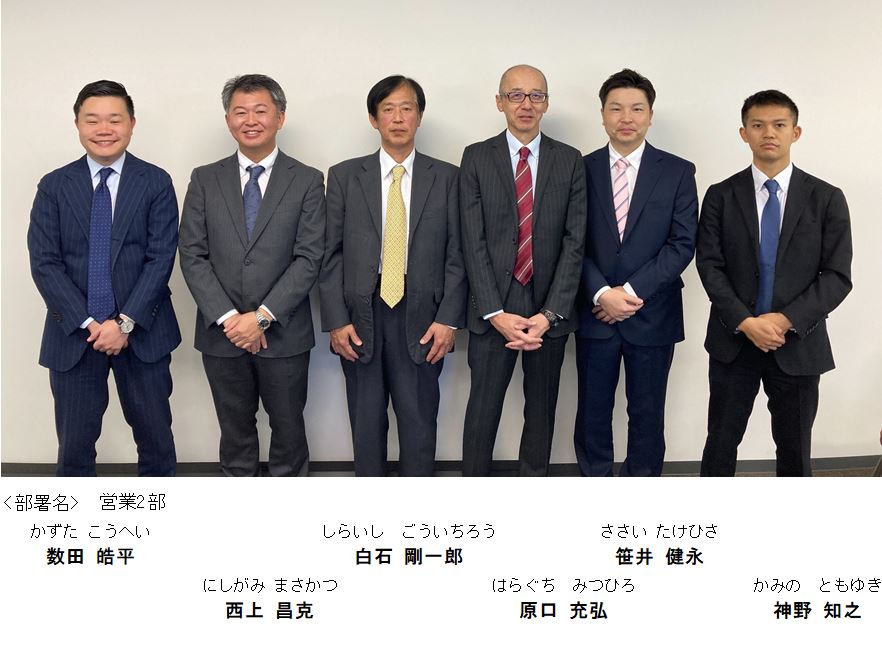 <部署名>　営業2部
かずた こうへい　しらいし　ごういちろう　ささい たけひさ
数田 皓平　白石 剛一郎　笹井 健永
にしがみ まさかつ　はらぐち　みつひろ　かみの　ともゆき
西上 昌克　原口 充弘　神野 知之